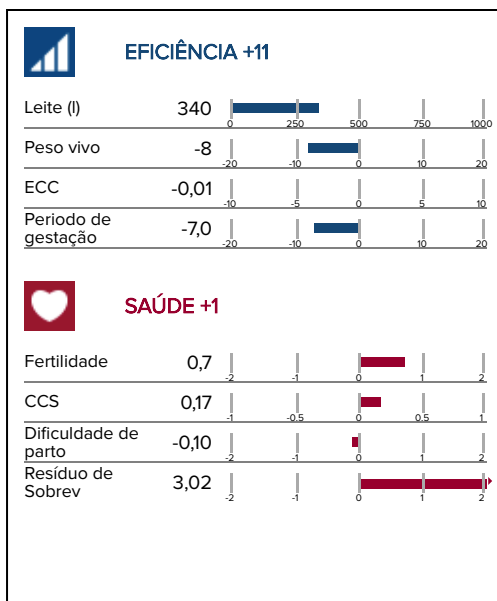 EFICIÊNCIA +11
Leite (l) 340
0 250 500 750 1000
Peso vivo -8
-20 -10 0 10 20
ECC -0,01
-10 -5 0 5 10
Periodo de
gestação -7,0
-20 -10 0 10 20
SAÚDE +1
Fertilidade 0,7
-2 -1 0 1 2
CCS 0,17
-1 -0.5 0 0.5 1
Dificuldade de
parto -0,10
-2 -1 0 1 2
Resíduo de
Sobrev 3,02
-2 -1 0 1 2